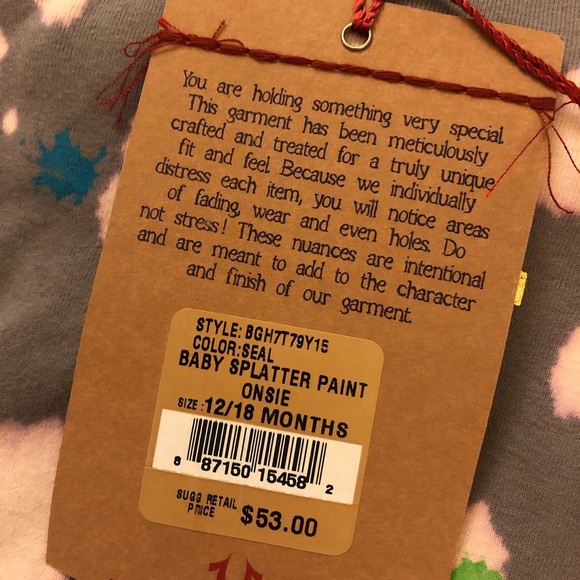 You are holding something very special.
This garment has been meticulously
crafted and treated for a truly unique
fit and feel. Because we individually
distress each item, you will notice areas
of fading, wear and even holes. Do
not stress! These nuances are intentional
and are meant to add to the character
and finish of our garment.
STYLE: BGH7T79Y15
COLOR:SEAL
BABY SPLATTER PAINT
ONSIE
SIZE :12/18 MONTHS
8 87150 15458 2
SUGG RETAIL
PRICE $53.00